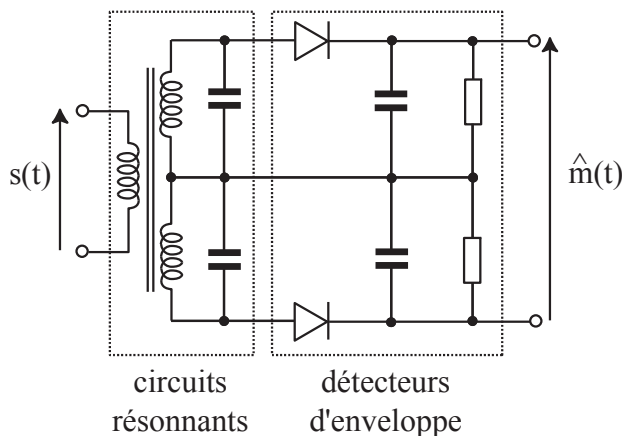 s(t)
m̂(t)
circuits
résonnants
détecteurs
d'enveloppe